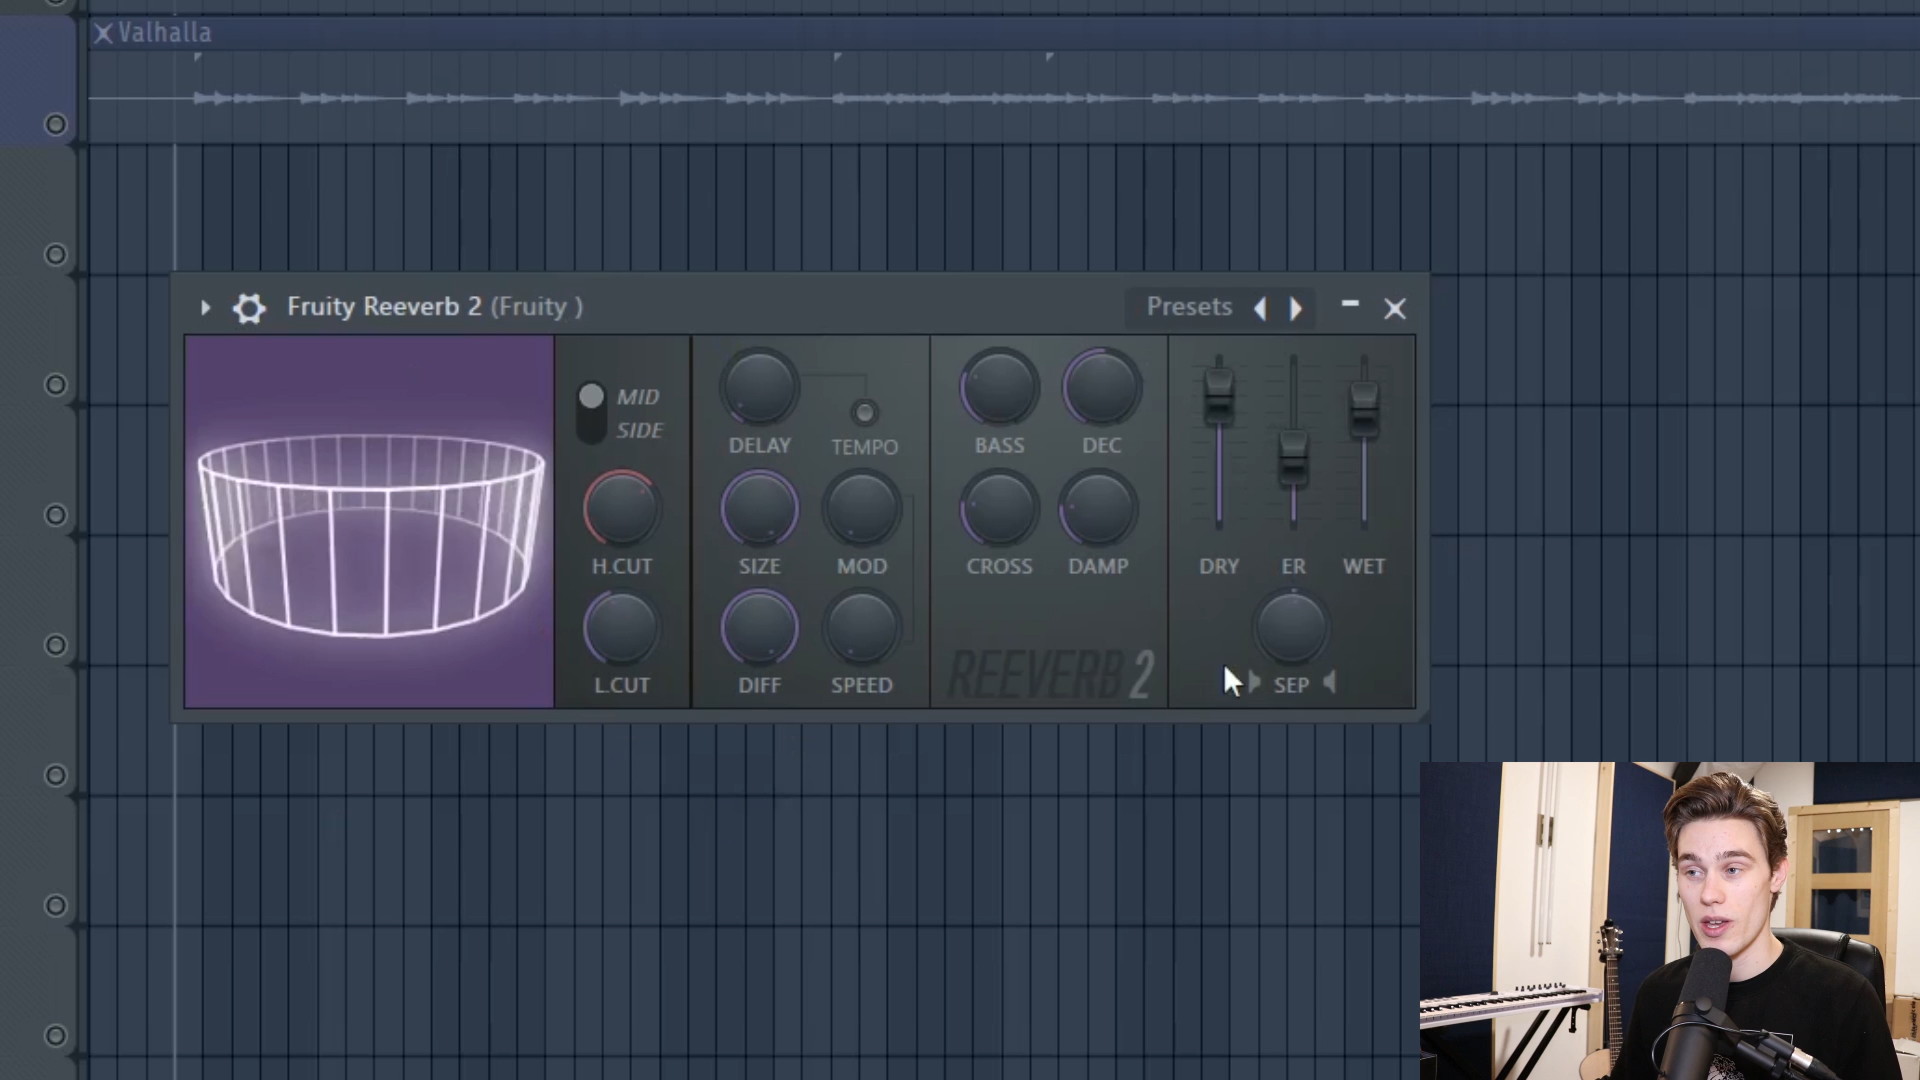 Valhalla
Fruity Reeverb 2 (Fruity )
Presets
MID
SIDE
DELAY
TEMPO
BASS
DEC
H.CUT
SIZE
MOD
CROSS
DAMP
DRY
ER
WET
L.CUT
DIFF
SPEED
REEVERB 2
SEP